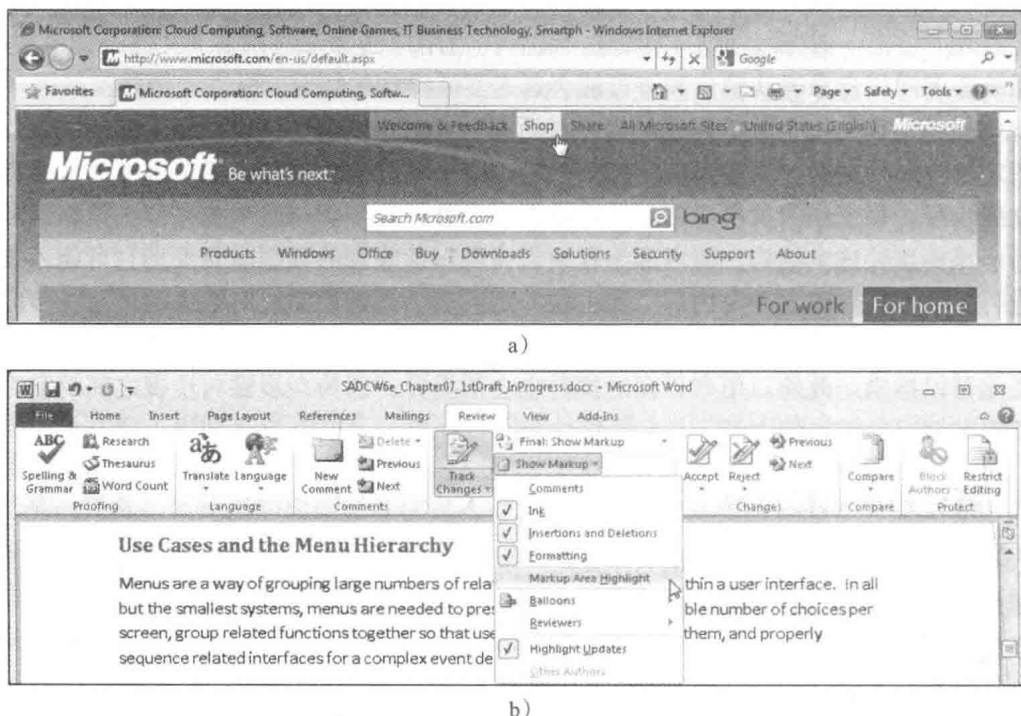 Microsoft Corporation: Cloud Computing, Software, Online Games, IT Business Technology, Smartph - Windows Internet Explorer
http://www.microsoft.com/en-us/default.aspx
Google
Favorites
Microsoft Corporation: Cloud Computing, Softw...
Page
Safety
Tools
Welcome & Feedback Shop Share All Microsoft Sites United States (English) Microsoft
Microsoft Be what's next.™
Search Microsoft.com
bing
Products Windows Office Buy Downloads Solutions Security Support About
For work For home
a)
W
SADCW6e_Chapter07_1stDraft_InProgress.docx - Microsoft Word
File Home Insert Page Layout References Mailings Review View Add-Ins
ABC
Spelling & Grammar
Research
Thesaurus
Word Count
Proofing
Translate Language
Language
New Comment
Delete
Previous
Next
Comments
Track Changes
Final: Show Markup
Show Markup
Comments
Ink
Insertions and Deletions
Formatting
Markup Area Highlight
Balloons
Reviewers
Highlight Updates
Other Authors
Accept Reject
Previous
Next
Changes
Compare
Compare
Block Authors
Restrict Editing
Protect
Use Cases and the Menu Hierarchy
Menus are a way of grouping large numbers of rela thin a user interface. In all
but the smallest systems, menus are needed to pres ble number of choices per
screen, group related functions together so that use them, and properly
sequence related interfaces for a complex event de
b)